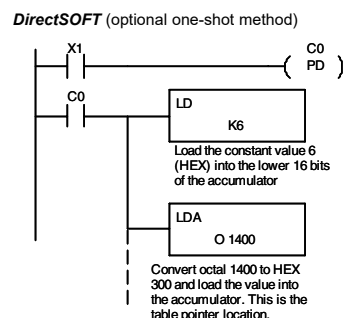 DirectSOFT (optional one-shot method)
X1
C0
PD
C0
LD
K6
Load the constant value 6
(HEX) into the lower 16 bits
of the accumulator
LDA
O 1400
Convert octal 1400 to HEX
300 and load the value into
the accumulator. This is the
table pointer location.